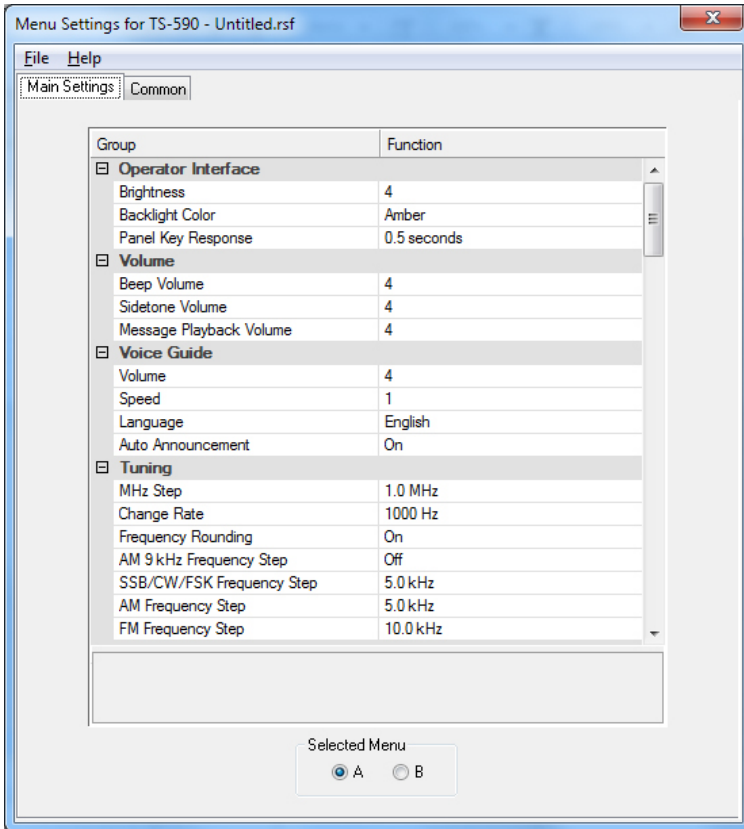 Menu Settings for TS-590 - Untitled.rsf
File Help
Main Settings Common
Group Function
Operator Interface
Brightness 4
Backlight Color Amber
Panel Key Response 0.5 seconds
Volume
Beep Volume 4
Sidetone Volume 4
Message Playback Volume 4
Voice Guide
Volume 4
Speed 1
Language English
Auto Announcement On
Tuning
MHz Step 1.0 MHz
Change Rate 1000 Hz
Frequency Rounding On
AM 9 kHz Frequency Step Off
SSB/CW/FSK Frequency Step 5.0 kHz
AM Frequency Step 5.0 kHz
FM Frequency Step 10.0 kHz
Selected Menu
A B